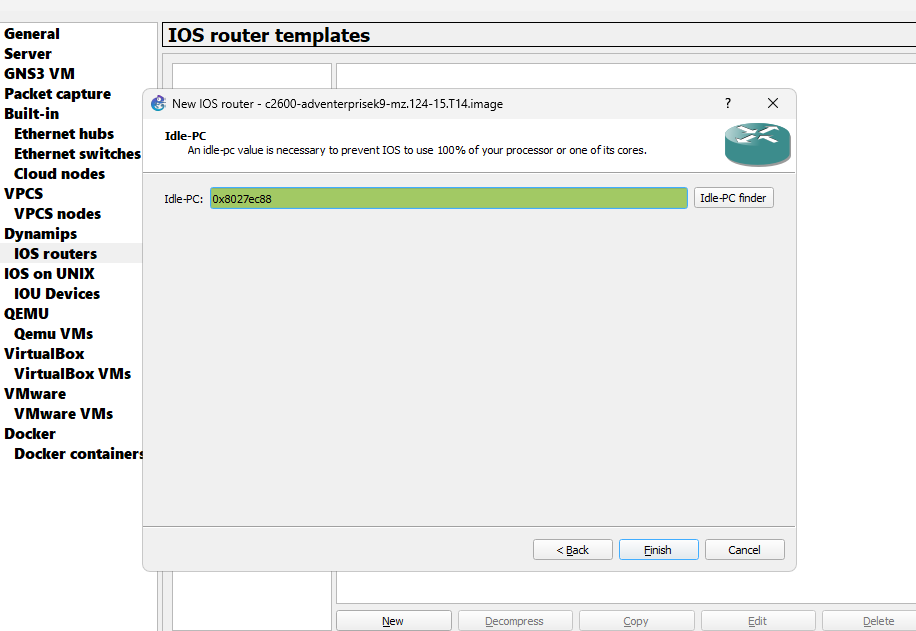 IOS router templates
General
Server
GNS3 VM
Packet capture
Built-in
Ethernet hubs
Ethernet switches
Cloud nodes
VPCS
VPCS nodes
Dynamips
IOS routers
IOS on UNIX
IOU Devices
QEMU
Qemu VMs
VirtualBox
VirtualBox VMs
VMware
VMware VMs
Docker
Docker containers
New IOS router - c2600-adventerprisek9-mz.124-15.T14.image
?
Idle-PC
An idle-pc value is necessary to prevent IOS to use 100% of your processor or one of its cores.
Idle-PC: 0x8027ec88 Idle-PC finder
< Back Finish Cancel
New Decompress Copy Edit Delete